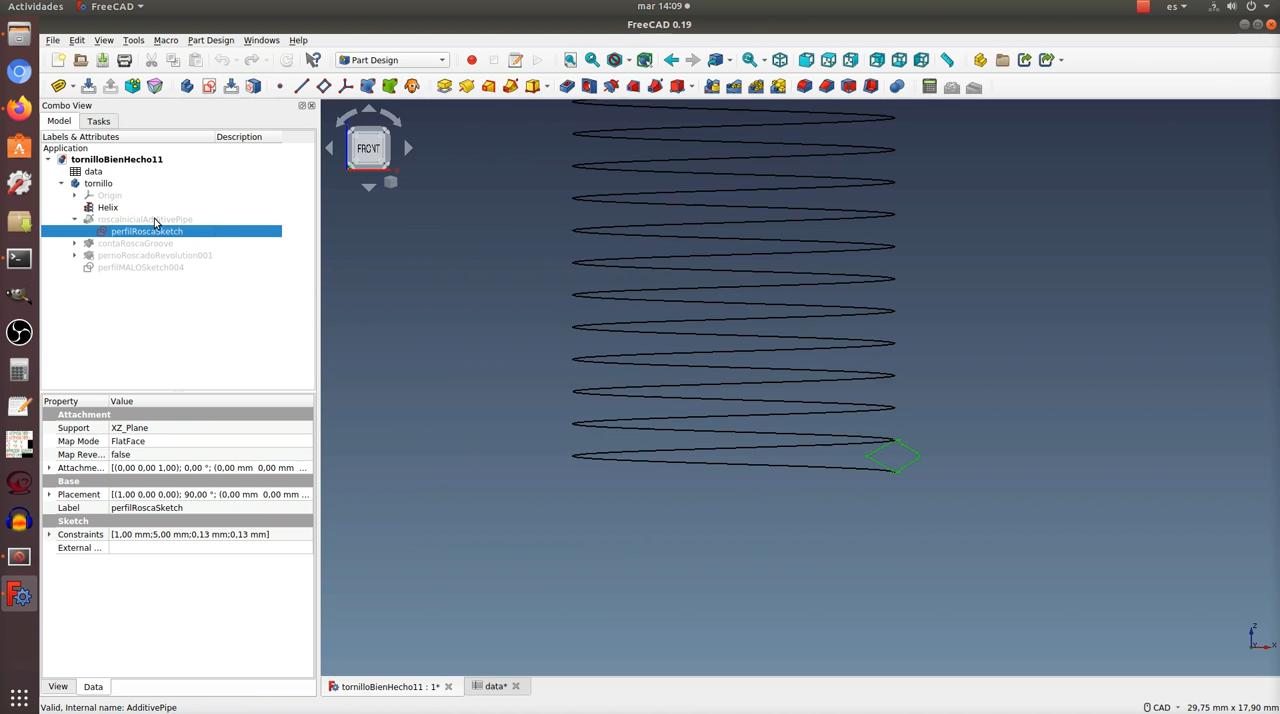 Actividades FreeCAD mar 14:09 es
FreeCAD 0.19
File Edit View Tools Macro Part Design Windows Help
Part Design
Combo View
Model Tasks
Labels & Attributes Description
Application
tornilloBienHecho11
data
tornillo
Origin
Helix
roscaInicialAdditivePipe
perfilRoscaSketch
contaRoscaGroove
pernoRoscadoRevolution001
perfilMALOSketch004
FRONT
Property Value
Attachment
Support XZ_Plane
Map Mode FlatFace
Map Reve... false
Attachme... [(0,00 0,00 1,00); 0,00 °; (0,00 mm 0,00 mm ...
Base
Placement [(1,00 0,00 0,00); 90,00 °; (0,00 mm 0,00 mm ...
Label perfilRoscaSketch
Sketch
Constraints [1,00 mm;5,00 mm;0,13 mm;0,13 mm]
External ...
z
x
View Data
tornilloBienHecho11 : 1* data*
Valid, Internal name: AdditivePipe CAD 29,75 mm x 17,90 mm